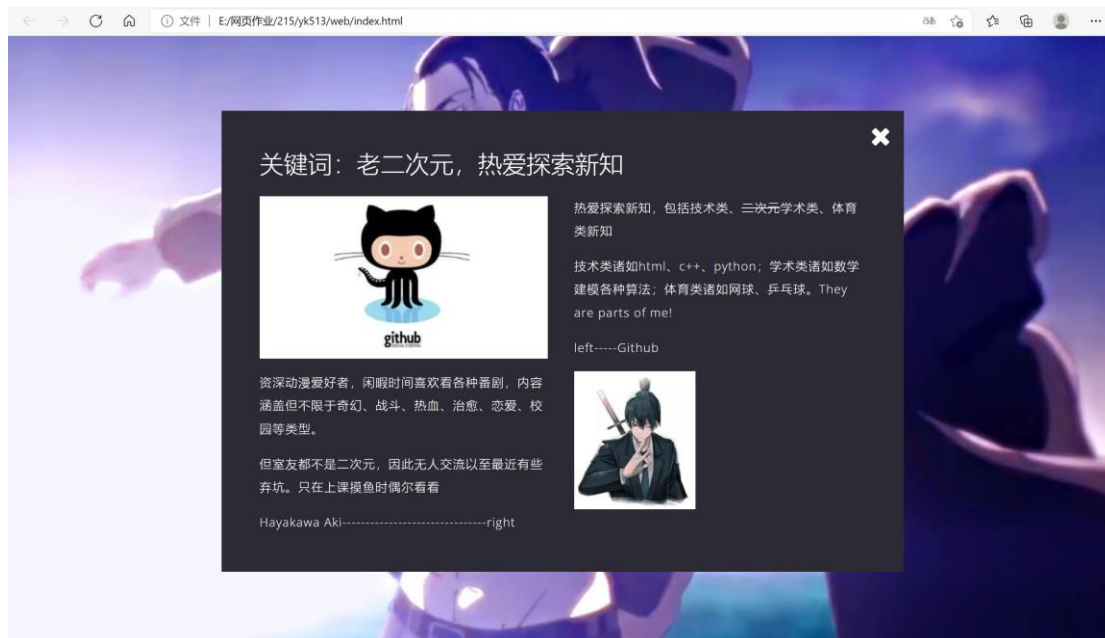 文件 | E:/网页作业/215/yk513/web/index.html
关键词：老二次元，热爱探索新知
github
SOCIAL CODING
资深动漫爱好者，闲暇时间喜欢看各种番剧，内容
涵盖但不限于奇幻、战斗、热血、治愈、恋爱、校
园等类型。
但室友都不是二次元，因此无人交流以至最近有些
弃坑。只在上课摸鱼时偶尔看看
Hayakawa Aki-------------------------------right
热爱探索新知，包括技术类、二次元学术类、体育
类新知
技术类诸如html、c++、python；学术类诸如数学
建模各种算法；体育类诸如网球、乒乓球。They
are parts of me!
left-----Github